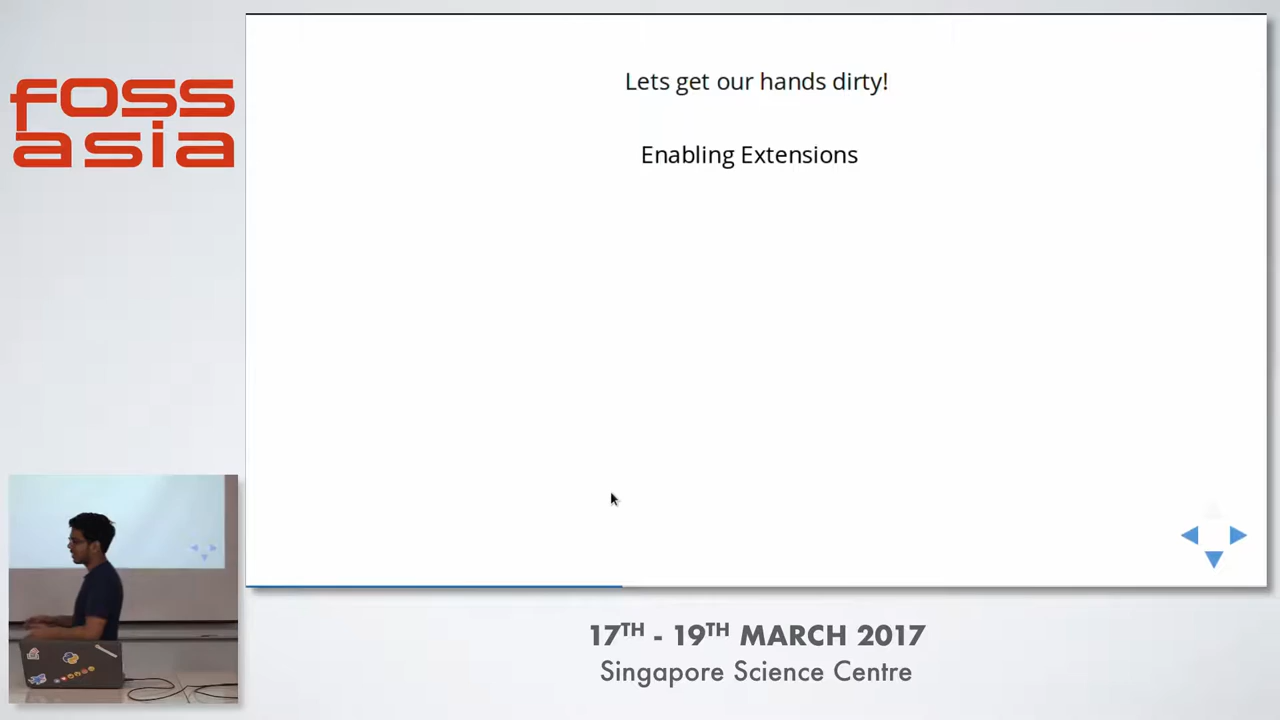 foss
asia
Lets get our hands dirty!
Enabling Extensions
17TH - 19TH MARCH 2017
Singapore Science Centre